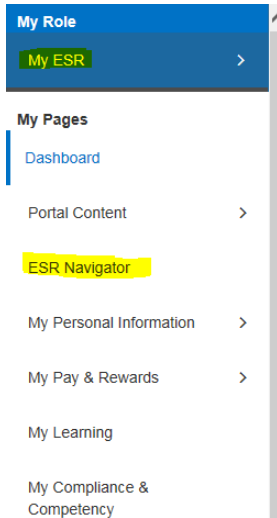 My Role
My ESR
My Pages
Dashboard
Portal Content
ESR Navigator
My Personal Information
My Pay & Rewards
My Learning
My Compliance &
Competency